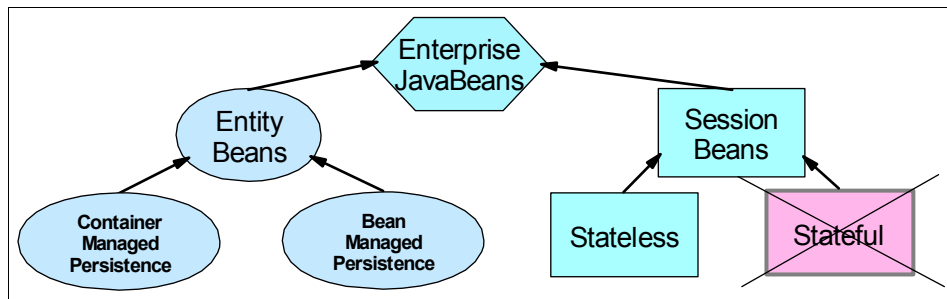 Enterprise
JavaBeans
Entity
Beans
Session
Beans
Container
Managed
Persistence
Bean
Managed
Persistence
Stateless
Stateful